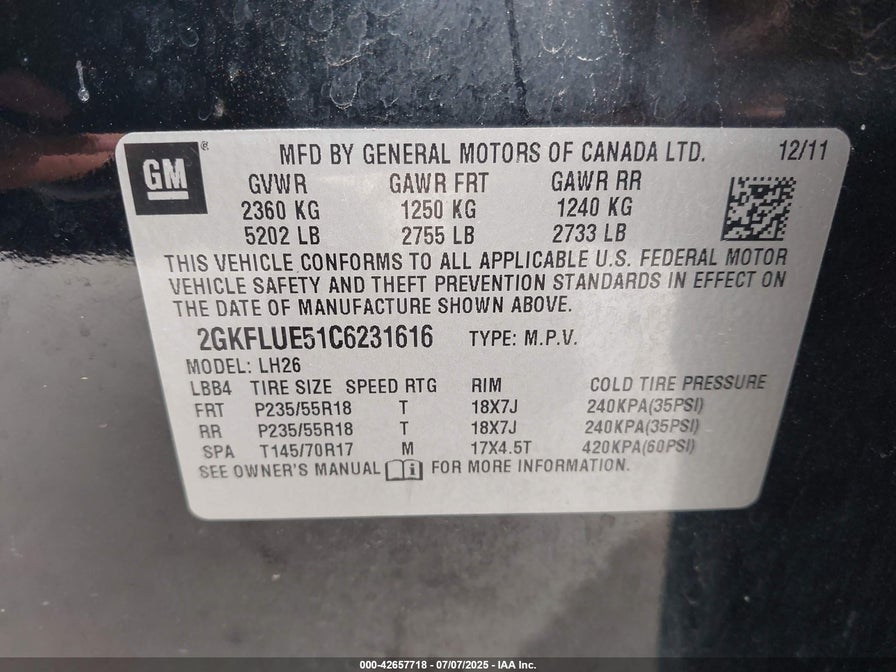 GM ® MFD BY GENERAL MOTORS OF CANADA LTD. 12/11
GVWR GAWR FRT GAWR RR
2360 KG 1250 KG 1240 KG
5202 LB 2755 LB 2733 LB
THIS VEHICLE CONFORMS TO ALL APPLICABLE U.S. FEDERAL MOTOR
VEHICLE SAFETY AND THEFT PREVENTION STANDARDS IN EFFECT ON
THE DATE OF MANUFACTURE SHOWN ABOVE.
2GKFLUE51C6231616 TYPE: M.P.V.
MODEL: LH26
LBB4 TIRE SIZE SPEED RTG RIM COLD TIRE PRESSURE
FRT P235/55R18 T 18X7J 240KPA(35PSI)
RR P235/55R18 T 18X7J 240KPA(35PSI)
SPA T145/70R17 M 17X4.5T 420KPA(60PSI)
SEE OWNER'S MANUAL i FOR MORE INFORMATION.
000-42657718 - 07/07/2025 - IAA Inc.